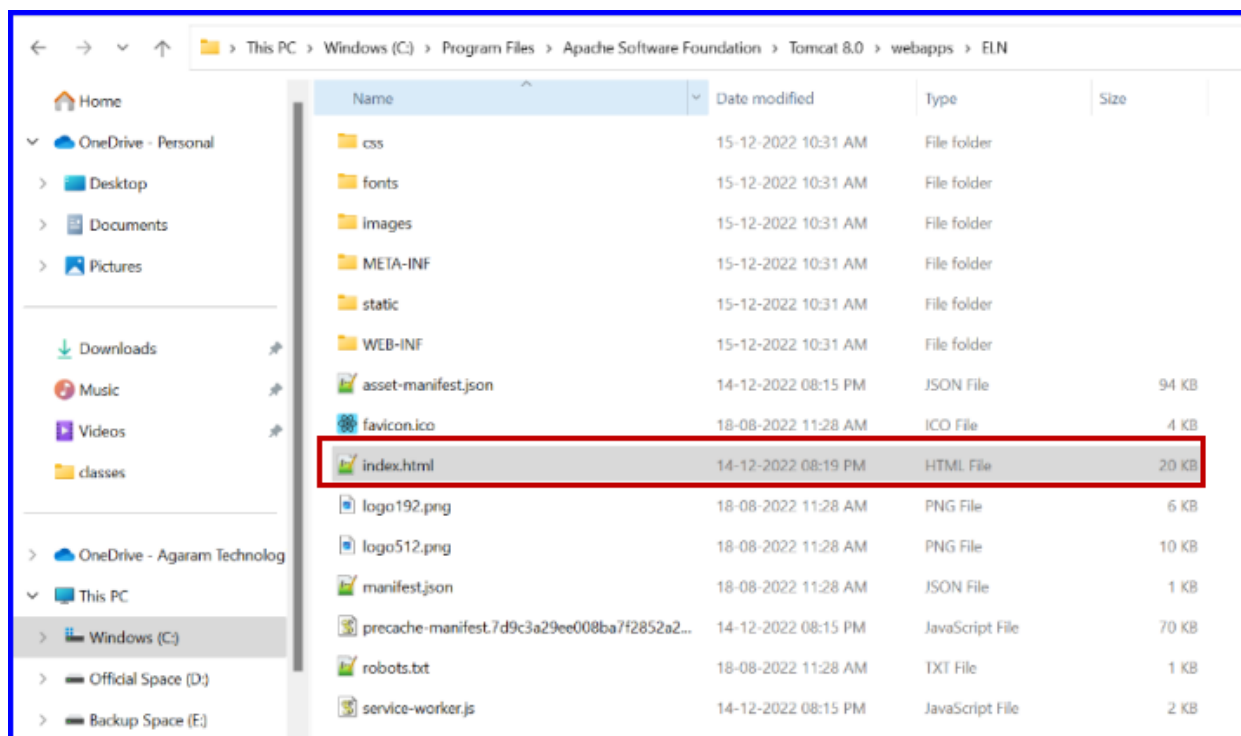 This PC > Windows (C:) > Program Files > Apache Software Foundation > Tomcat 8.0 > webapps > ELN
Home
OneDrive - Personal
Desktop
Documents
Pictures
Downloads
Music
Videos
classes
OneDrive - Agaram Technolog
This PC
Windows (C:)
Official Space (D:)
Backup Space (E:)
Name Date modified Type Size
css 15-12-2022 10:31 AM File folder
fonts 15-12-2022 10:31 AM File folder
images 15-12-2022 10:31 AM File folder
META-INF 15-12-2022 10:31 AM File folder
static 15-12-2022 10:31 AM File folder
WEB-INF 15-12-2022 10:31 AM File folder
asset-manifest.json 14-12-2022 08:15 PM JSON File 94 KB
favicon.ico 18-08-2022 11:28 AM ICO File 4 KB
index.html 14-12-2022 08:19 PM HTML File 20 KB
logo192.png 18-08-2022 11:28 AM PNG File 6 KB
logo512.png 18-08-2022 11:28 AM PNG File 10 KB
manifest.json 18-08-2022 11:28 AM JSON File 1 KB
precache-manifest.7d9c3a29ee008ba7f2852a2... 14-12-2022 08:15 PM JavaScript File 70 KB
robots.txt 18-08-2022 11:28 AM TXT File 1 KB
service-worker.js 14-12-2022 08:15 PM JavaScript File 2 KB